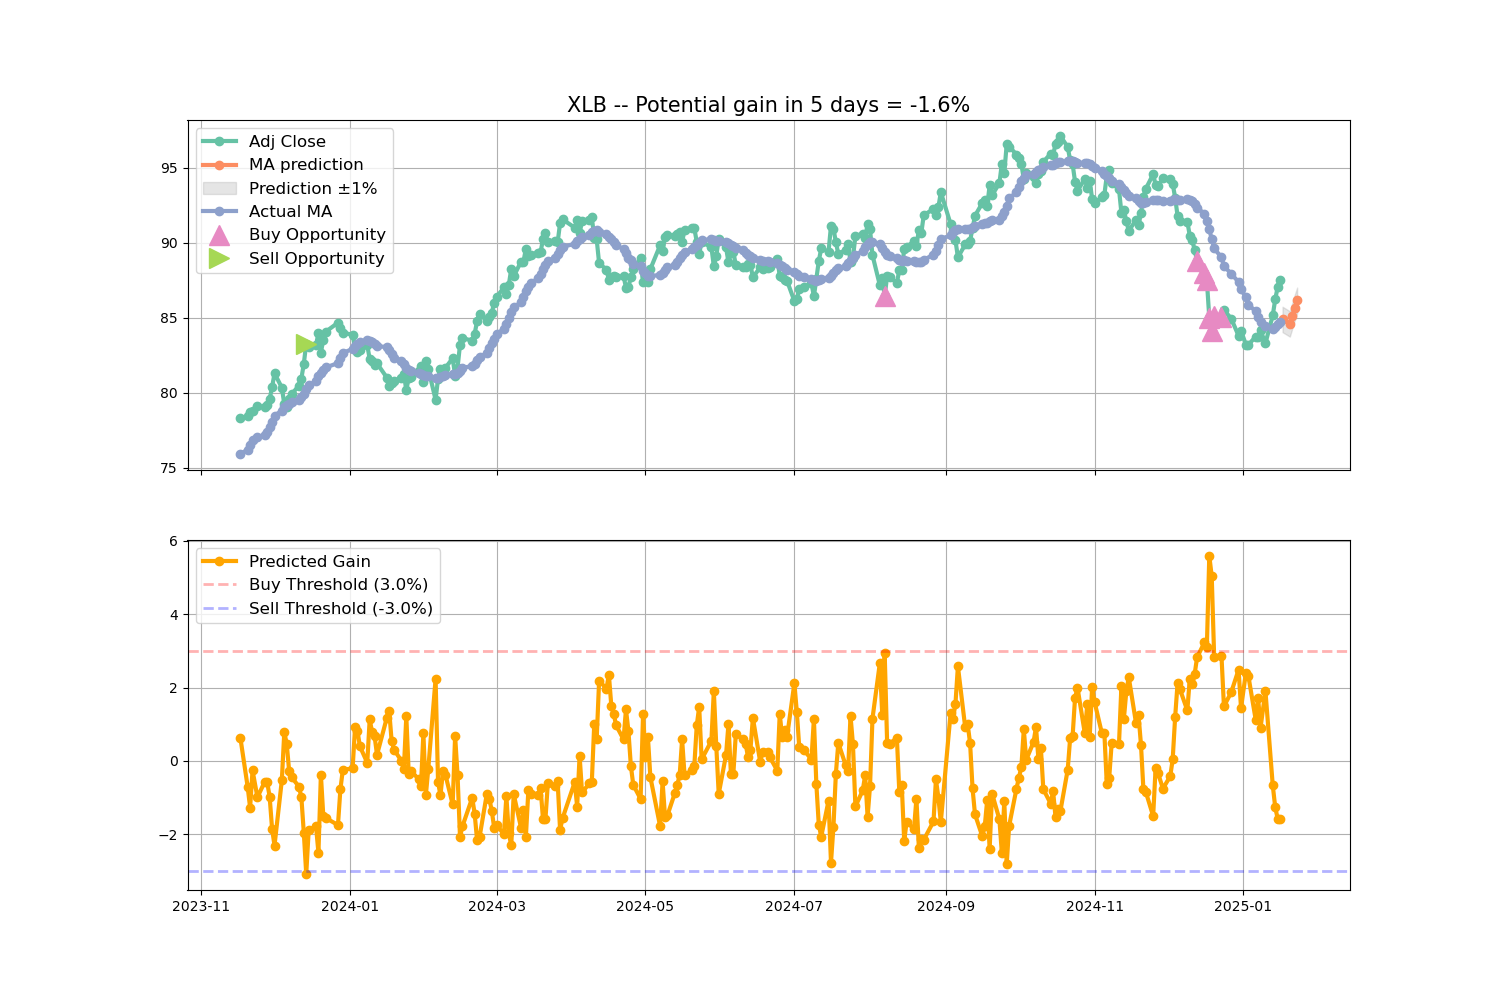 XLB -- Potential gain in 5 days = -1.6%
Adj Close
MA prediction
Prediction ±1%
Actual MA
Buy Opportunity
Sell Opportunity
95
90
85
80
75
6
4
2
0
−2
Predicted Gain
Buy Threshold (3.0%)
Sell Threshold (-3.0%)
2023-11 2024-01 2024-03 2024-05 2024-07 2024-09 2024-11 2025-01